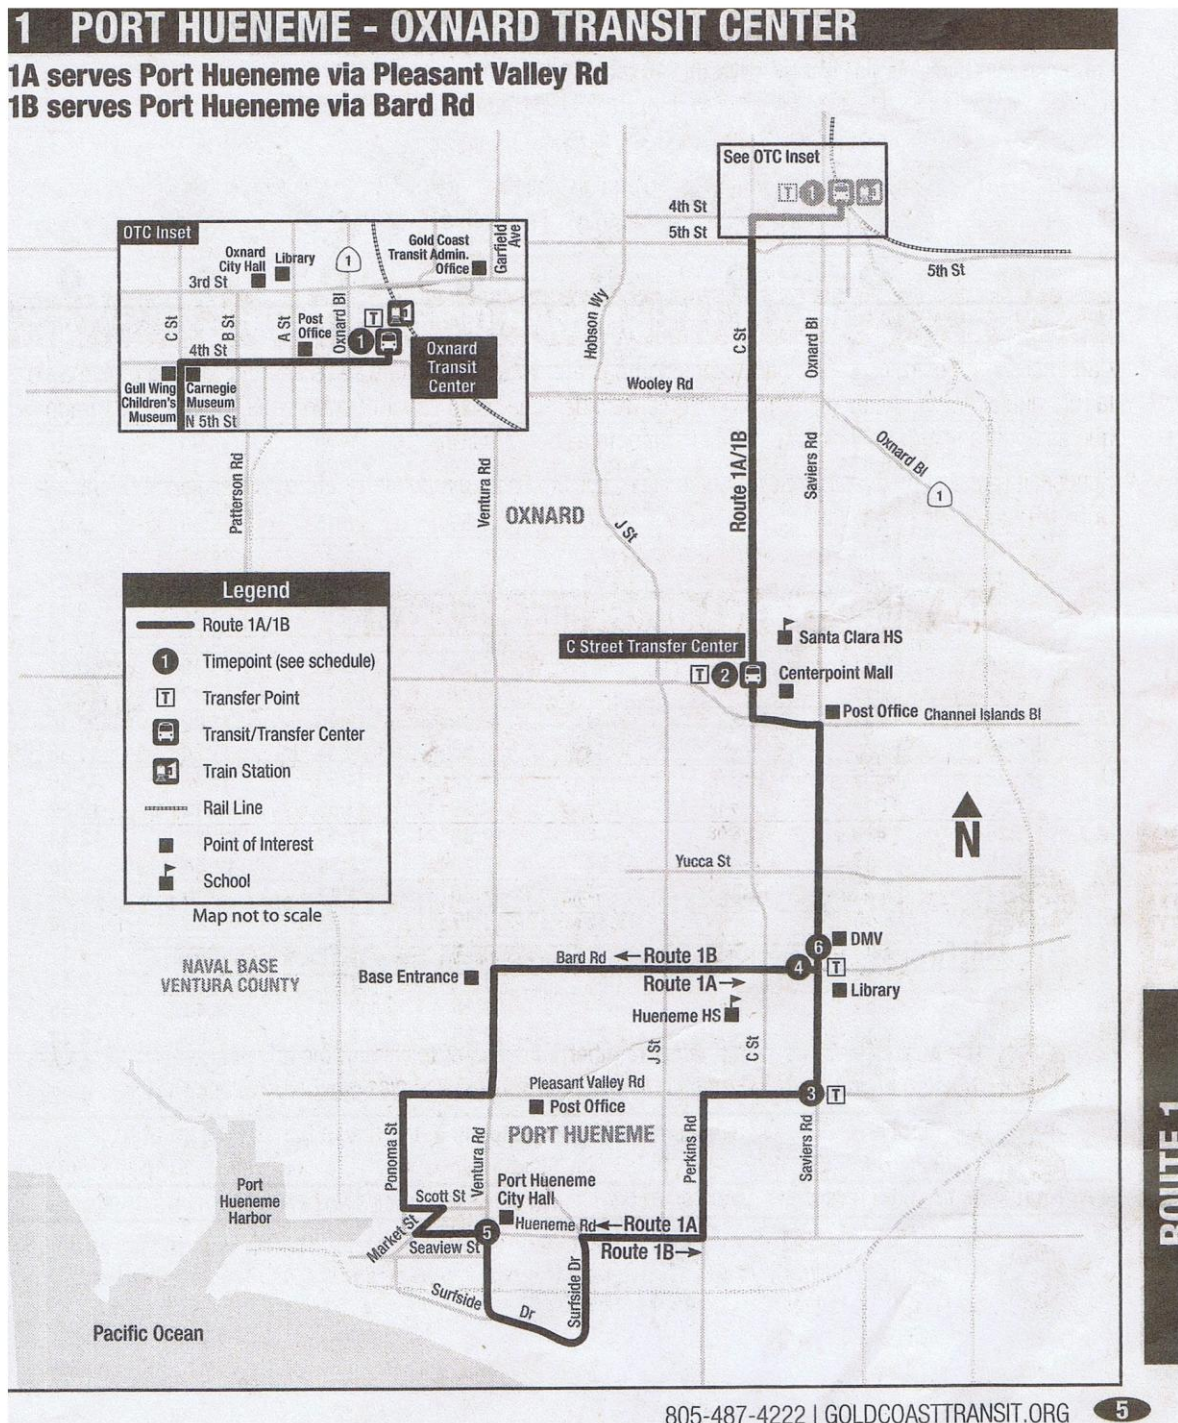 1 PORT HUENEME - OXNARD TRANSIT CENTER
1A serves Port Hueneme via Pleasant Valley Rd
1B serves Port Hueneme via Bard Rd
See OTC Inset
T 1
4th St
5th St
5th St
OTC Inset
Oxnard
City Hall
Library
1
Gold Coast
Transit Admin.
Office
Garfield
Ave
3rd St
C St
B St
A St
Post
Office
Oxnard Bl
T
1
4th St
Oxnard
Transit
Center
Gull Wing
Children's
Museum
Carnegie
Museum
N 5th St
Hobson Wy
C St
Oxnard Bl
Wooley Rd
Patterson Rd
Ventura Rd
OXNARD
J St
Route 1A/1B
Saviers Rd
Oxnard Bl
1
Legend
Route 1A/1B
1 Timepoint (see schedule)
T Transfer Point
Transit/Transfer Center
Train Station
Rail Line
Point of Interest
School
Map not to scale
Santa Clara HS
C Street Transfer Center
T 2
Centerpoint Mall
Post Office
Channel Islands Bl
N
Yucca St
6
DMV
NAVAL BASE
VENTURA COUNTY
Base Entrance
Bard Rd
Route 1B
4
T
Route 1A
Library
Hueneme HS
J St
C St
Pleasant Valley Rd
3
T
Post Office
PORT HUENEME
Ponoma St
Ventura Rd
Perkins Rd
Saviers Rd
Port
Hueneme
Harbor
Scott St
Port Hueneme
City Hall
Market St
5
Hueneme Rd
Route 1A
Seaview St
Route 1B
Surfside
Dr
Surfside Dr
Pacific Ocean
ROUTE 1
805-487-4222 | GOLDCOASTTRANSIT.ORG 5